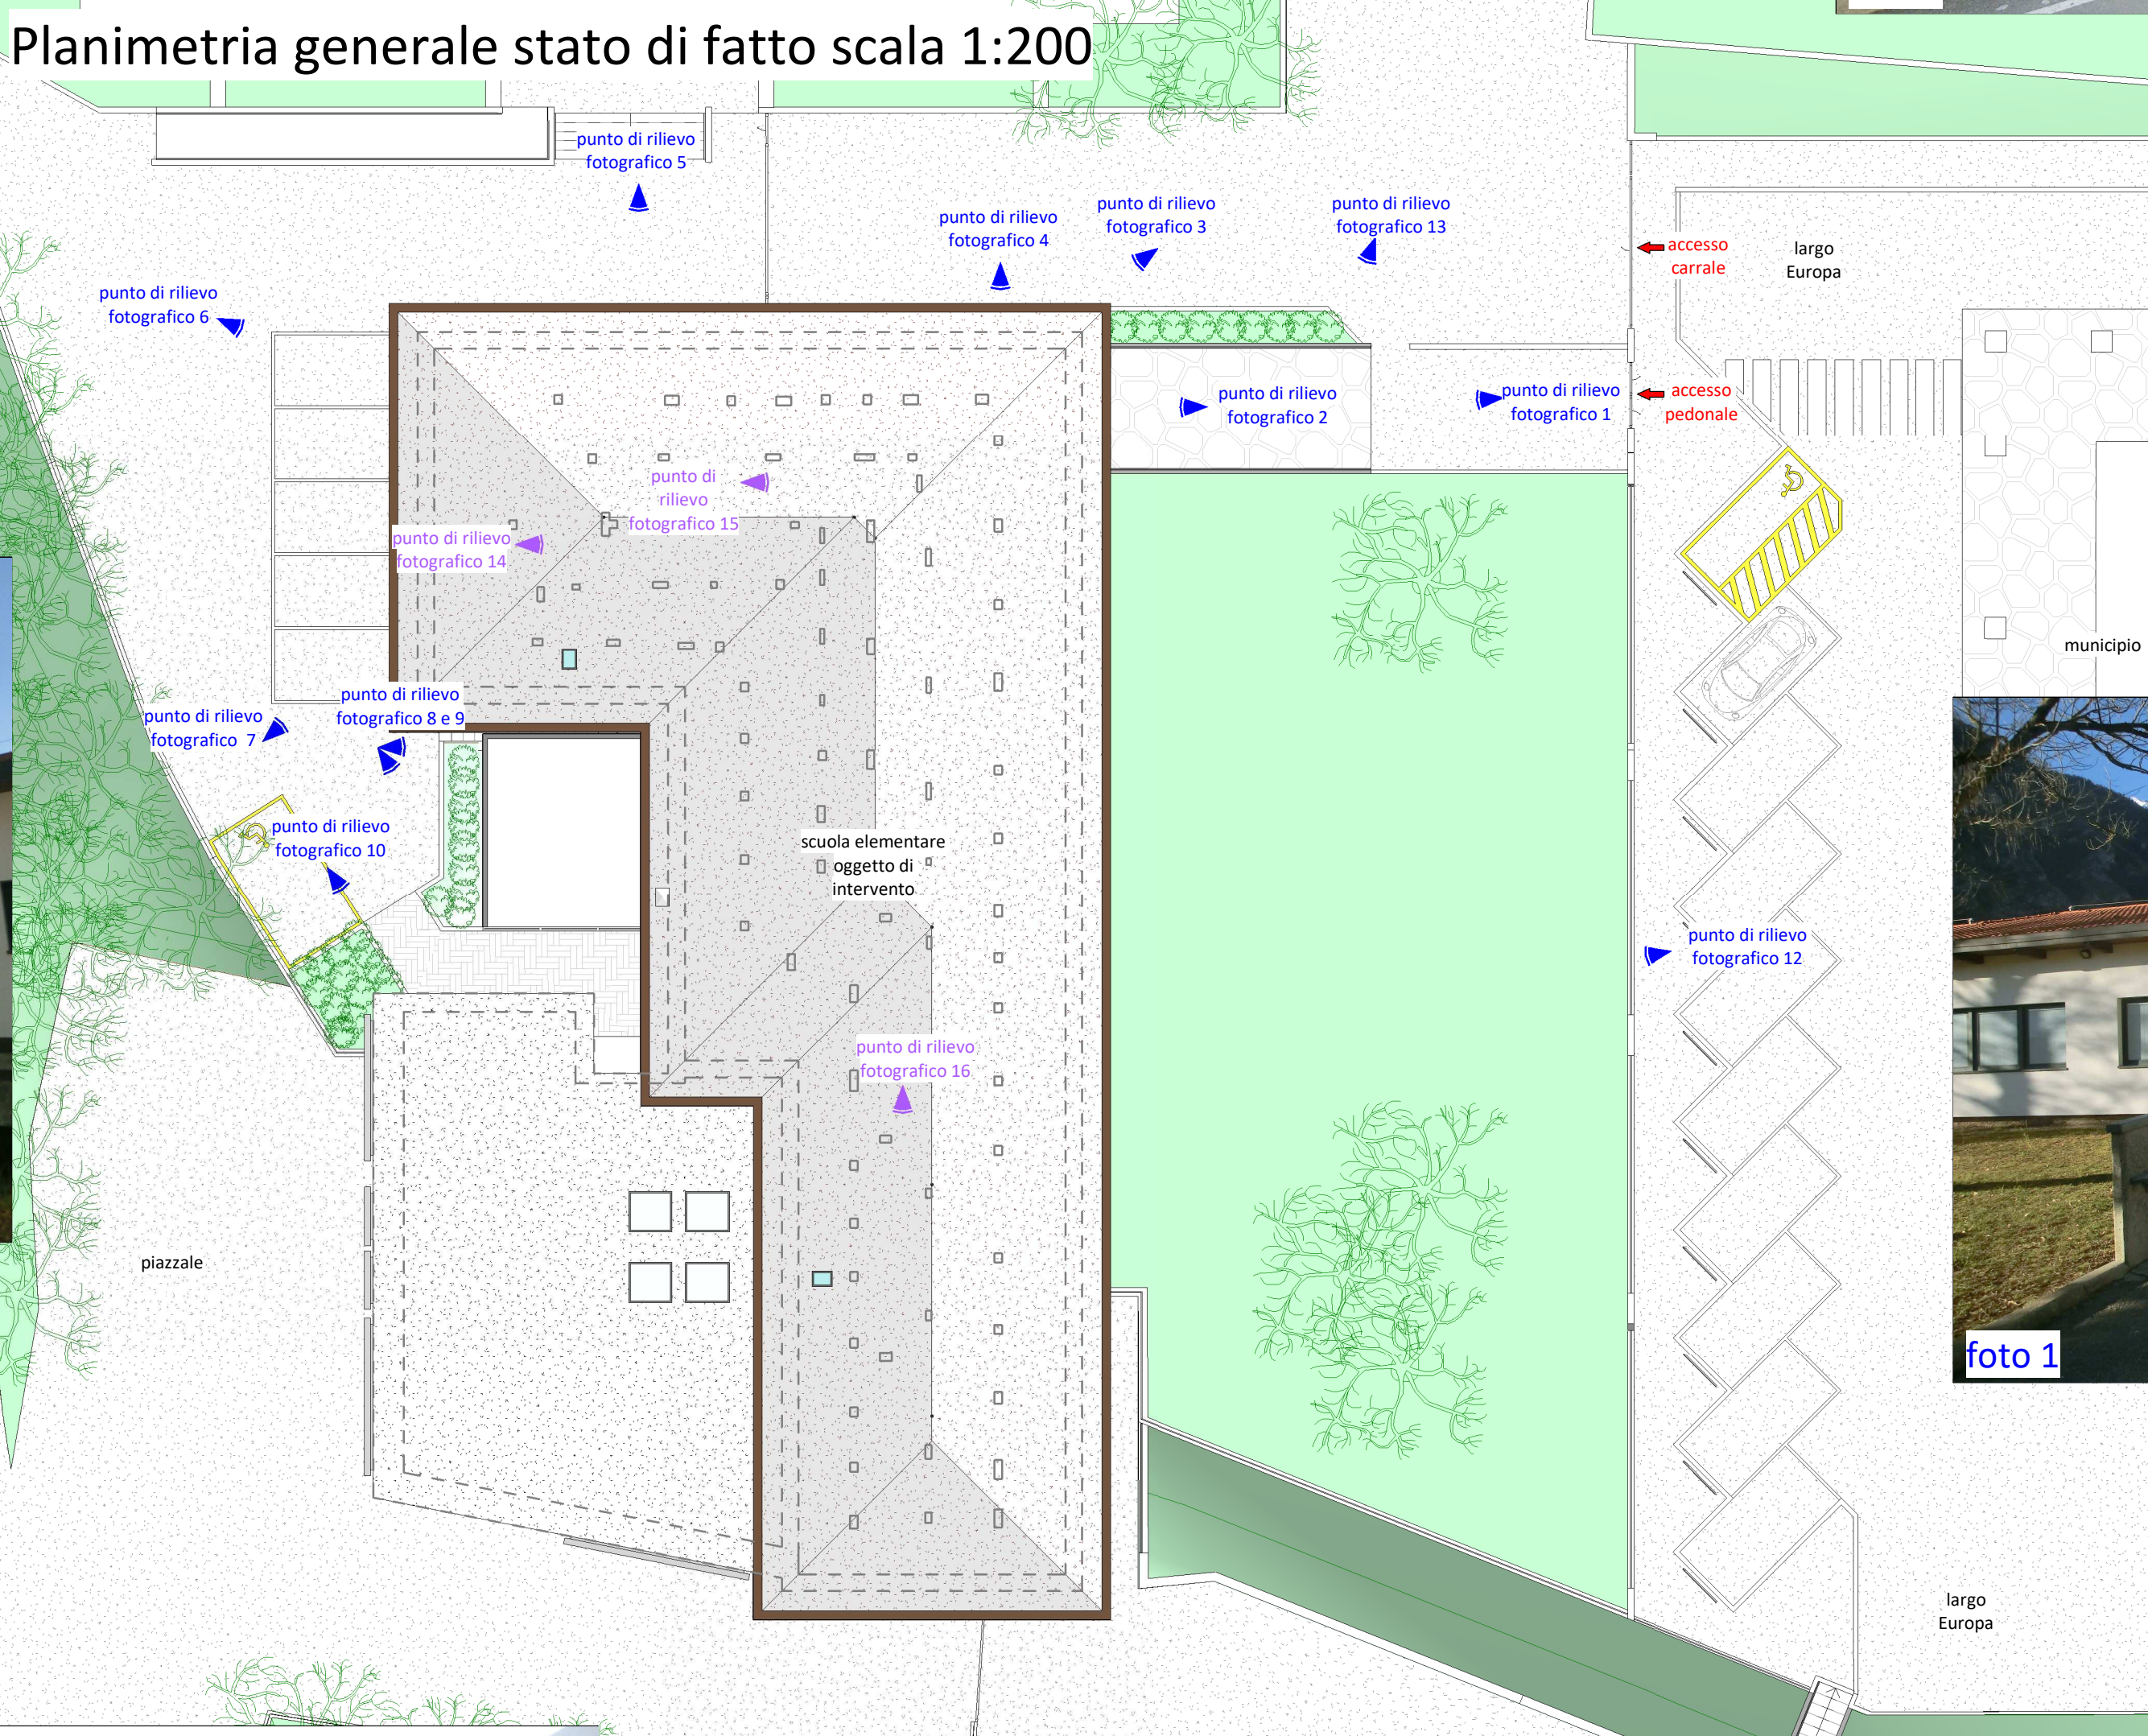 Planimetria generale stato di fatto scala 1:200
punto di rilievo
fotografico 5
punto di rilievo
fotografico 4
punto di rilievo
fotografico 3
punto di rilievo
fotografico 13
accesso
carrale
largo
Europa
punto di rilievo
fotografico 6
punto di rilievo
fotografico 2
punto di rilievo
fotografico 1
accesso
pedonale
punto di
rilievo
fotografico 15
punto di rilievo
fotografico 14
municipio
punto di rilievo
fotografico 8 e 9
punto di rilievo
fotografico 7
punto di rilievo
fotografico 10
scuola elementare
oggetto di
intervento
punto di rilievo
fotografico 12
punto di rilievo
fotografico 16
piazzale
foto 1
largo
Europa